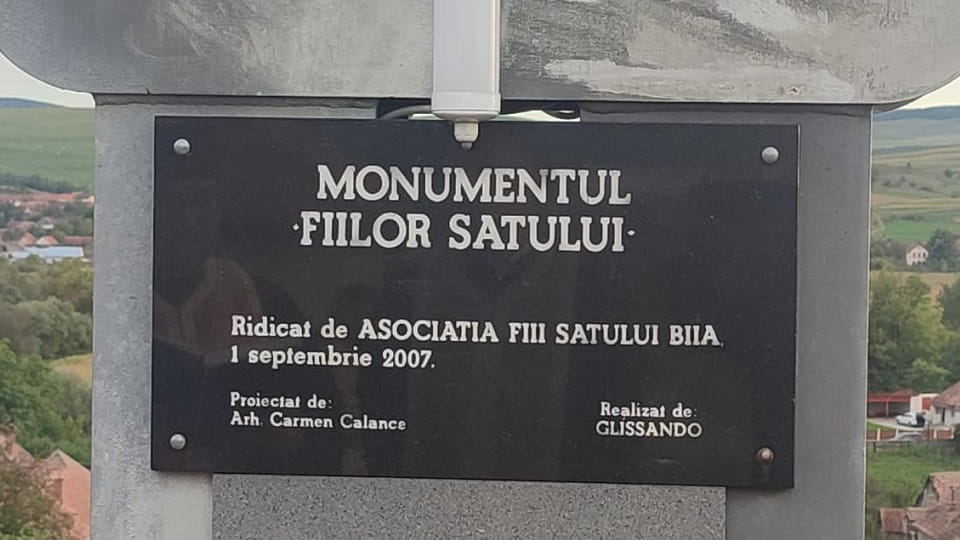 MONUMENTUL
·FIILOR SATULUI·
Ridicat de ASOCIATIA FIII SATULUI BIIA,
1 septembrie 2007.
Proiectat de:
Arh. Carmen Calance
Realizat de:
GLISSANDO